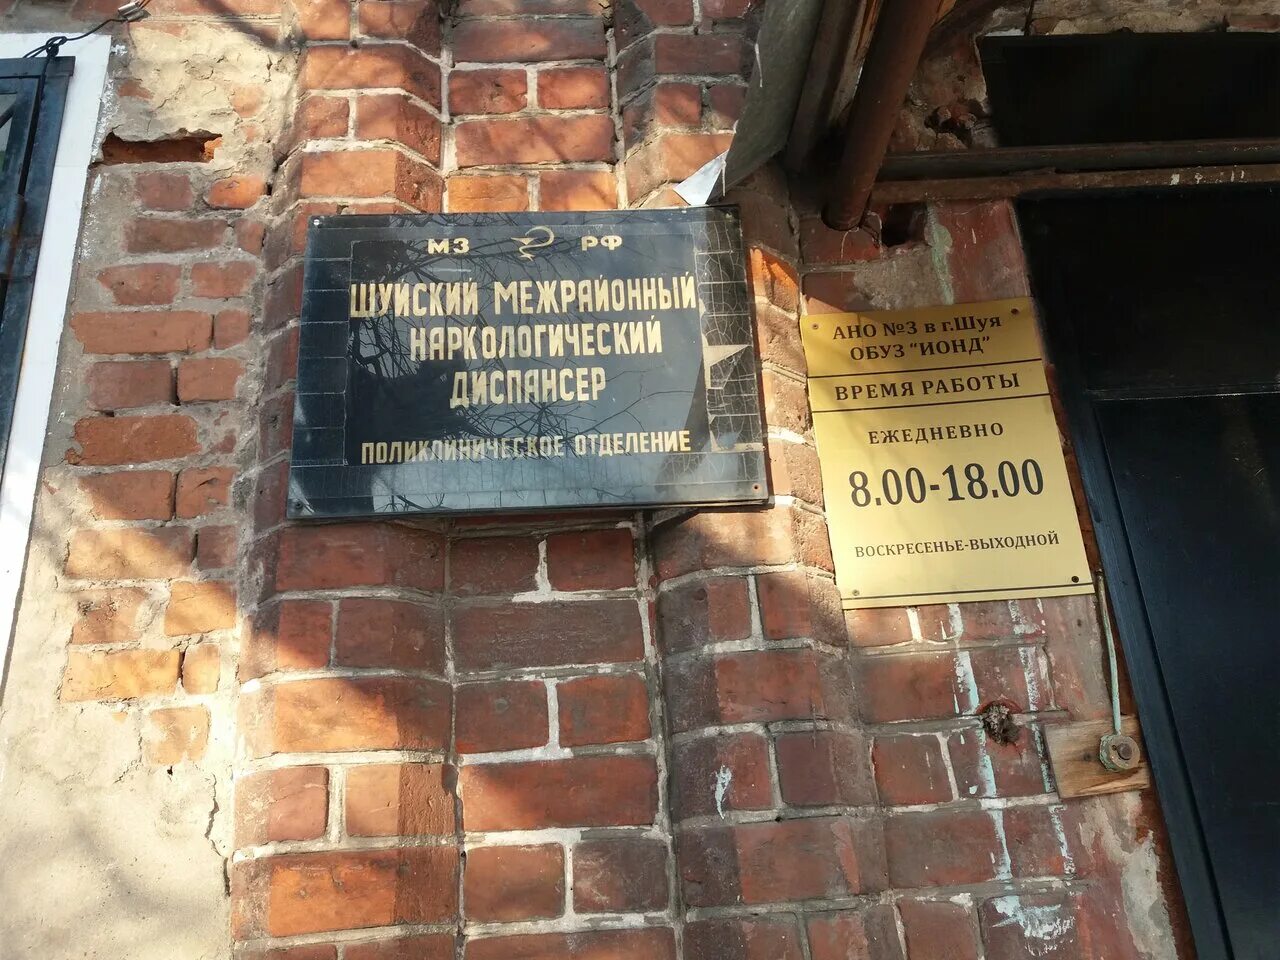 МЗ РФ
ШУЙСКИЙ МЕЖРАЙОННЫЙ
НАРКОЛОГИЧЕСКИЙ
ДИСПАНСЕР
ПОЛИКЛИНИЧЕСКОЕ ОТДЕЛЕНИЕ
АНО №3 в г.Шуя
ОБУЗ "ИОНД"
ВРЕМЯ РАБОТЫ
ЕЖЕДНЕВНО
8.00-18.00
ВОСКРЕСЕНЬЕ-ВЫХОДНОЙ